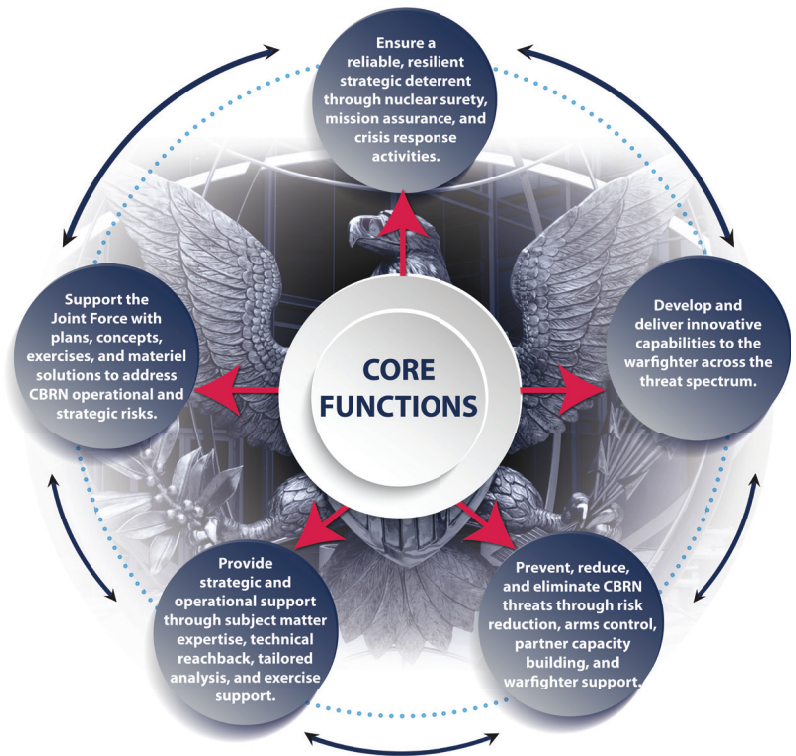 Ensure a
reliable, resilient
strategic deterrent
through nuclear surety,
mission assurance, and
crisis response
activities.
Support the
Joint Force with
plans, concepts,
exercises, and materiel
solutions to address
CBRN operational and
strategic risks.
Develop and
deliver innovative
capabilities to the
warfighter across the
threat spectrum.
CORE
FUNCTIONS
Provide
strategic and
operational support
through subject matter
expertise, technical
reachback, tailored
analysis, and exercise
support.
Prevent, reduce,
and eliminate CBRN
threats through risk
reduction, arms control,
partner capacity
building, and
warfighter support.